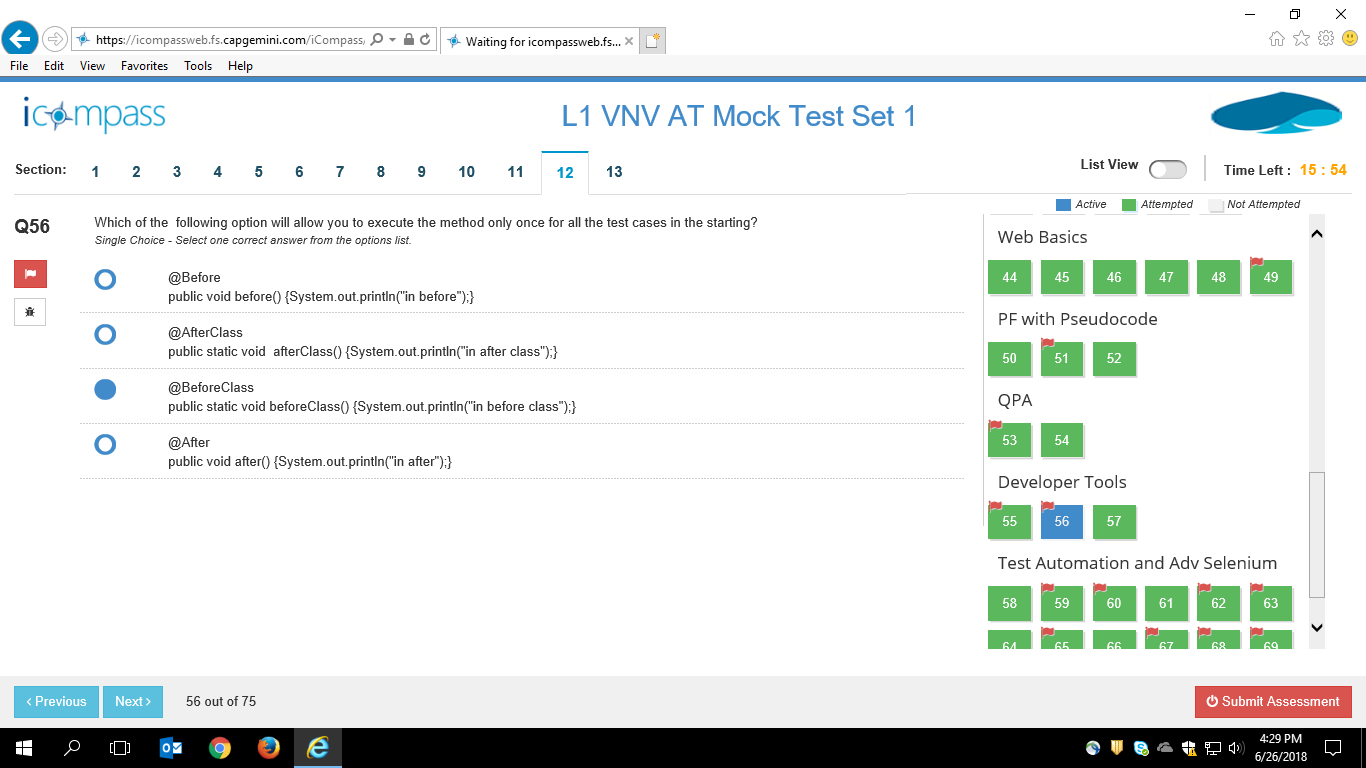 https://icompassweb.fs.capgemini.com/iCompass/
Waiting for icompassweb.fs...
File Edit View Favorites Tools Help
icompass
L1 VNV AT Mock Test Set 1
Section: 1 2 3 4 5 6 7 8 9 10 11 12 13
List View
Time Left : 15 : 54
Active Attempted Not Attempted
Q56
Which of the following option will allow you to execute the method only once for all the test cases in the starting?
Single Choice - Select one correct answer from the options list.
@Before
public void before() {System.out.println("in before");}
@AfterClass
public static void afterClass() {System.out.println("in after class");}
@BeforeClass
public static void beforeClass() {System.out.println("in before class");}
@After
public void after() {System.out.println("in after");}
Web Basics
44 45 46 47 48 49
PF with Pseudocode
50 51 52
QPA
53 54
Developer Tools
55 56 57
Test Automation and Adv Selenium
58 59 60 61 62 63
64 65 66 67 68 69
< Previous
Next >
56 out of 75
Submit Assessment
4:29 PM
6/26/2018